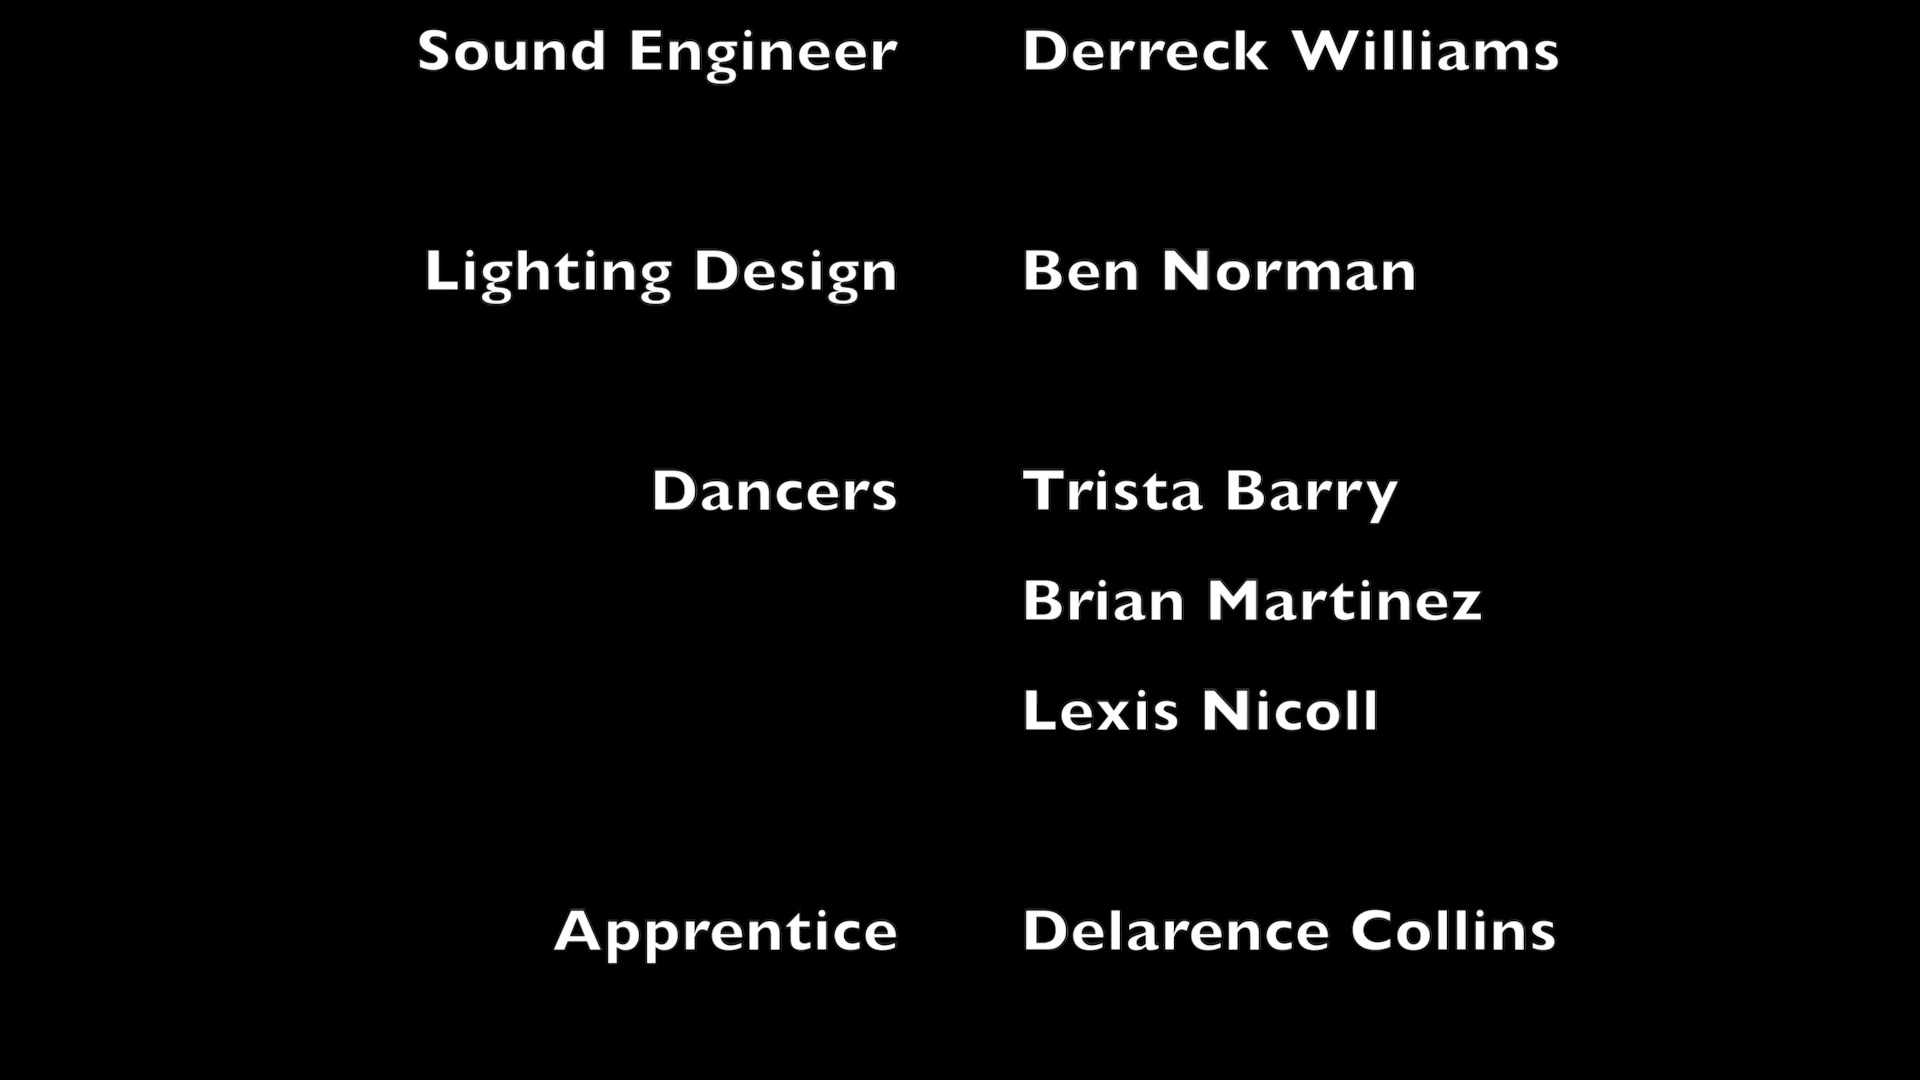 Sound Engineer Derreck Williams
Lighting Design Ben Norman
Dancers Trista Barry
Brian Martinez
Lexis Nicoll
Apprentice Delarence Collins